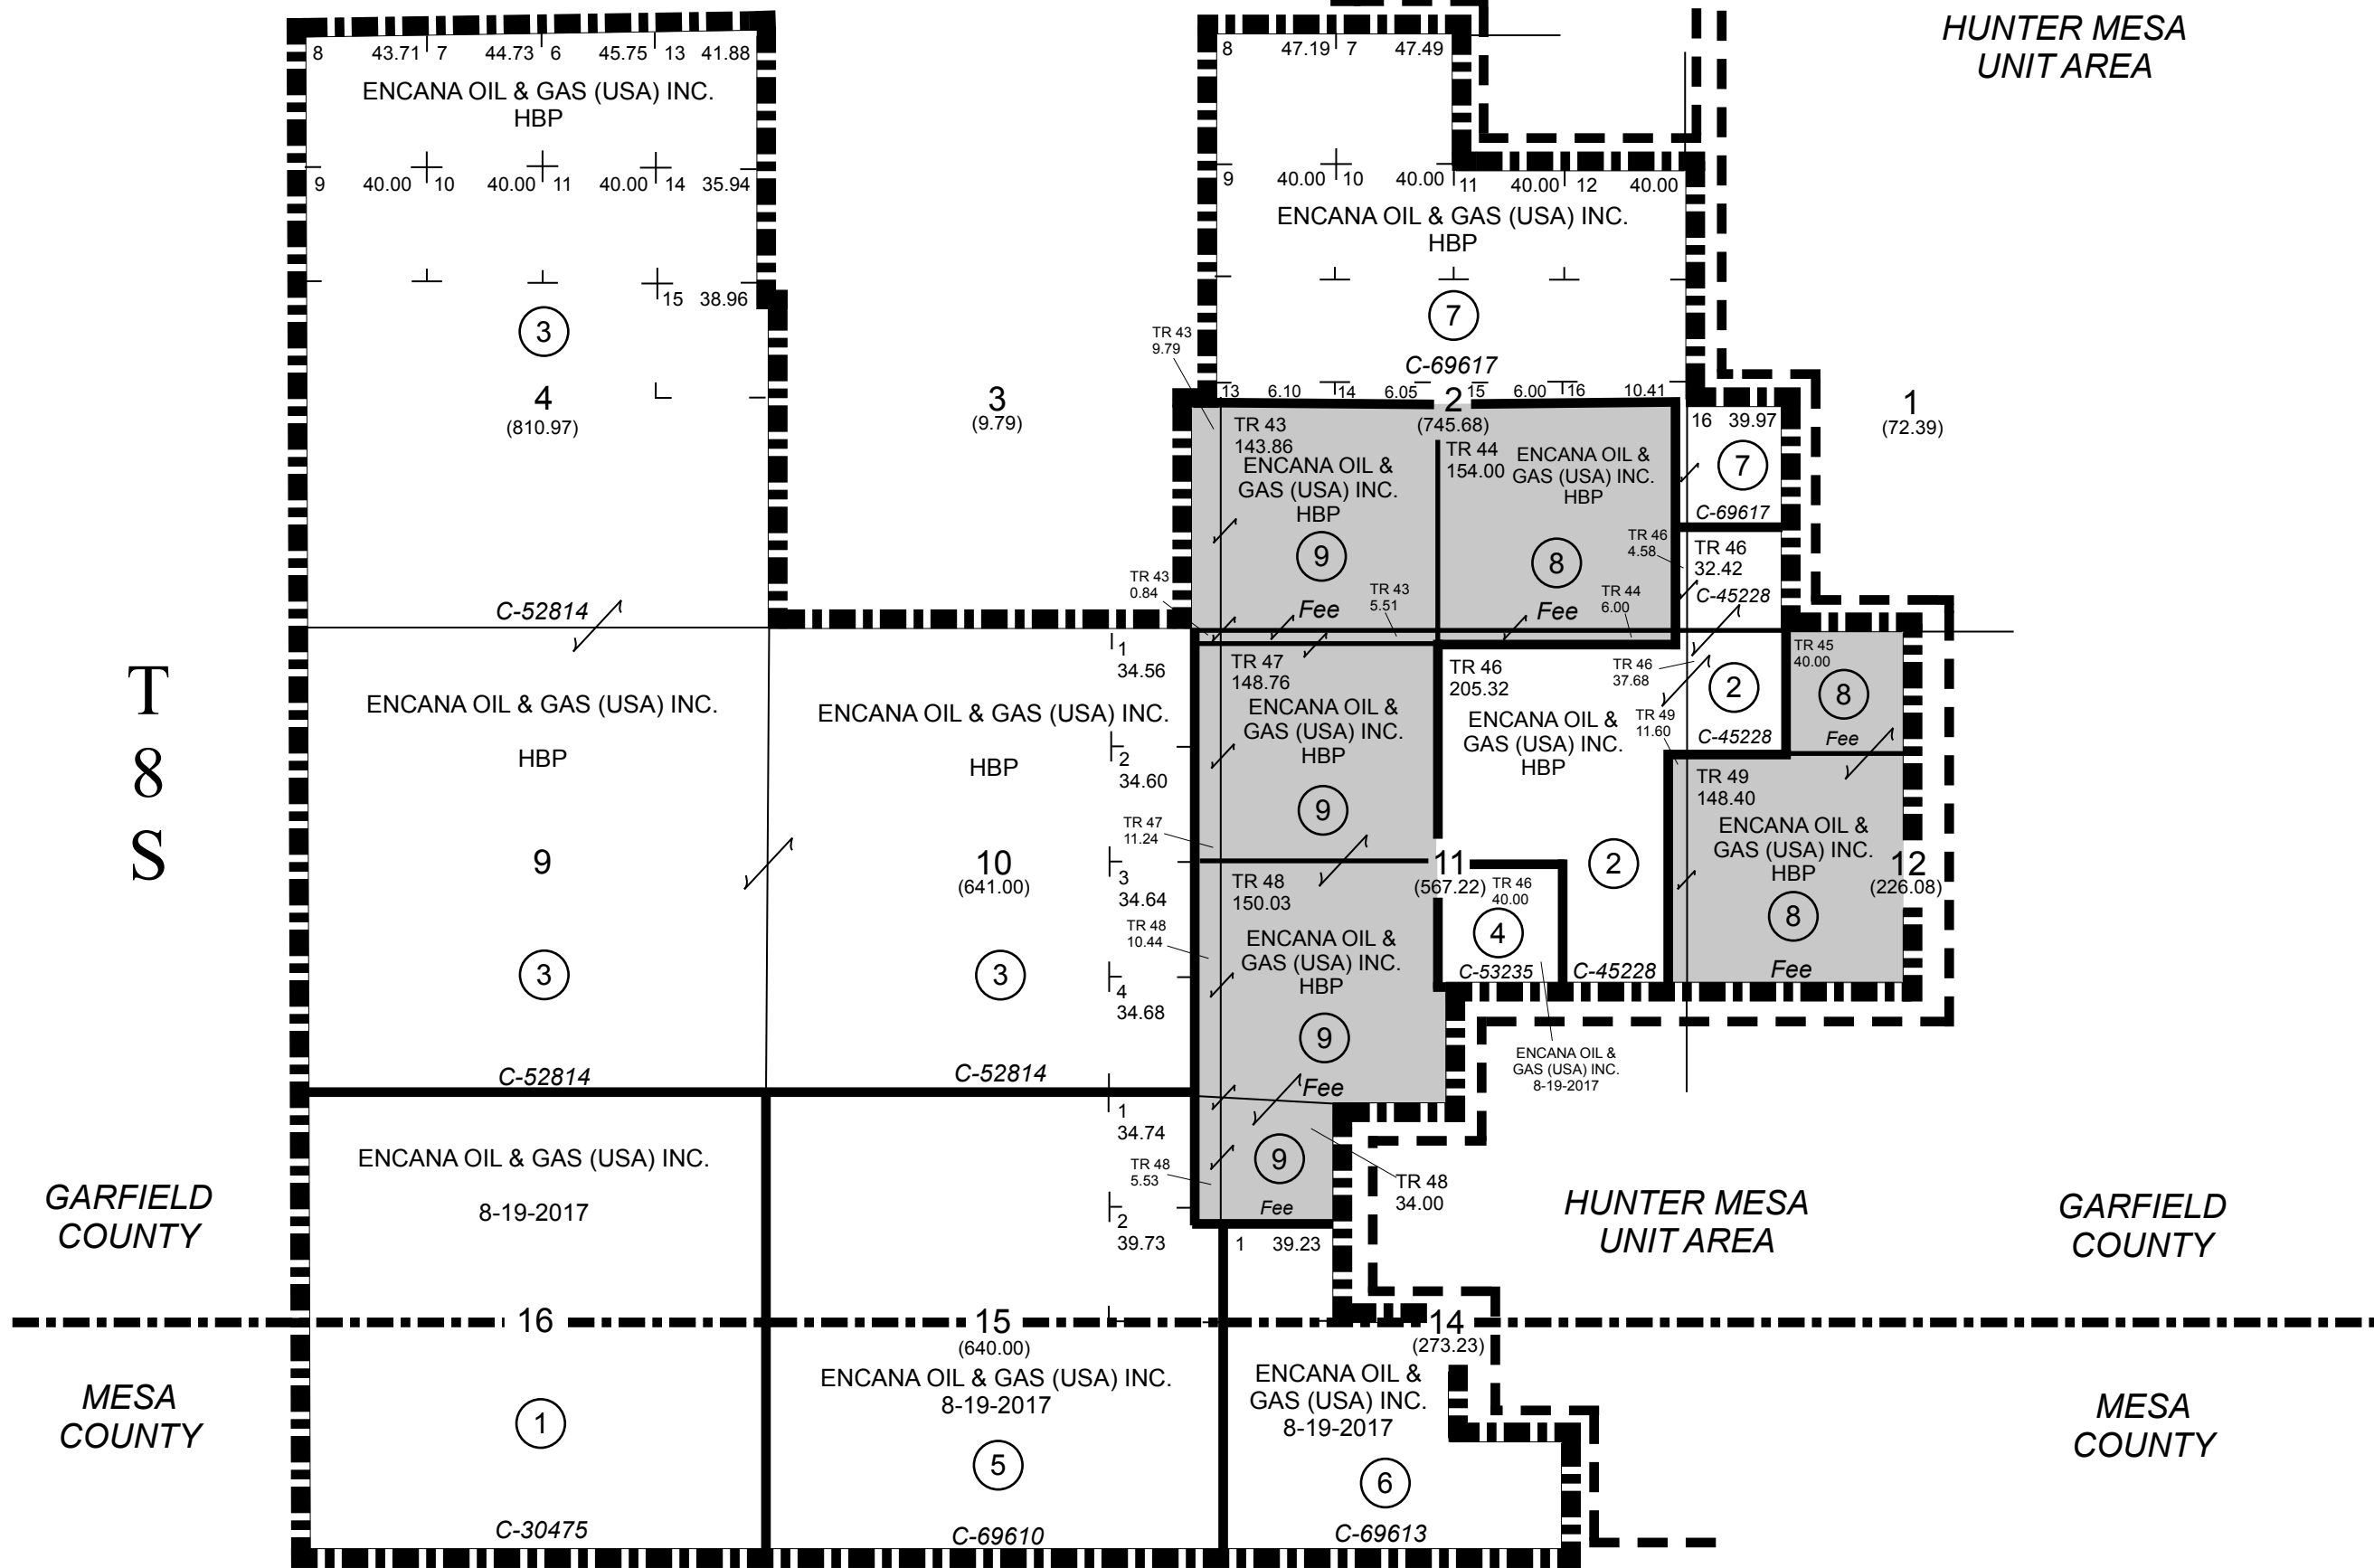 HUNTER MESA
UNIT AREA
8 43.71 7 44.73 6 45.75 13 41.88
ENCANA OIL & GAS (USA) INC.
HBP
9 40.00 10 40.00 11 40.00 14 35.94
15 38.96
3
4
(810.97)
C-52814
3
(9.79)
8 47.19 7 47.49
9 40.00 10 40.00 11 40.00 12 40.00
ENCANA OIL & GAS (USA) INC.
HBP
7
C-69617
13 6.10 14 6.05 15 6.00 16 10.41
2
(745.68)
TR 43
9.79
TR 43
143.86
ENCANA OIL &
GAS (USA) INC.
HBP
9
Fee
TR 43
0.84
TR 43
5.51
TR 44
154.00
ENCANA OIL &
GAS (USA) INC.
HBP
8
Fee
TR 44
6.00
16 39.97
7
C-69617
1
(72.39)
TR 46
4.58
TR 46
32.42
C-45228
T
8
S
ENCANA OIL & GAS (USA) INC.
HBP
9
3
C-52814
ENCANA OIL & GAS (USA) INC.
HBP
10
(641.00)
3
C-52814
1
34.56
2
34.60
3
34.64
4
34.68
TR 47
148.76
ENCANA OIL &
GAS (USA) INC.
HBP
9
TR 47
11.24
TR 48
150.03
ENCANA OIL &
GAS (USA) INC.
HBP
9
Fee
TR 48
10.44
11
(567.22)
TR 46
205.32
ENCANA OIL &
GAS (USA) INC.
HBP
2
C-45228
TR 46
40.00
4
C-53235
ENCANA OIL &
GAS (USA) INC.
8-19-2017
TR 46
37.68
2
C-45228
TR 49
11.60
TR 45
40.00
8
Fee
TR 49
148.40
ENCANA OIL &
GAS (USA) INC.
HBP
8
Fee
12
(226.08)
ENCANA OIL & GAS (USA) INC.
8-19-2017
16
1
C-30475
1
34.74
2
39.73
TR 48
5.53
9
Fee
TR 48
34.00
1 39.23
15
(640.00)
ENCANA OIL & GAS (USA) INC.
8-19-2017
5
C-69610
14
(273.23)
ENCANA OIL &
GAS (USA) INC.
8-19-2017
6
C-69613
GARFIELD
COUNTY
HUNTER MESA
UNIT AREA
GARFIELD
COUNTY
MESA
COUNTY
MESA
COUNTY